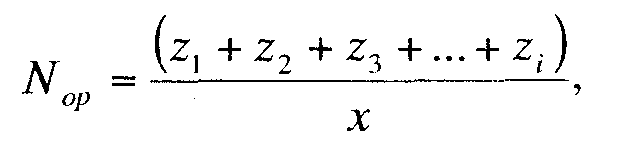 N_op = (z_1 + z_2 + z_3 + ... + z_i) / x,